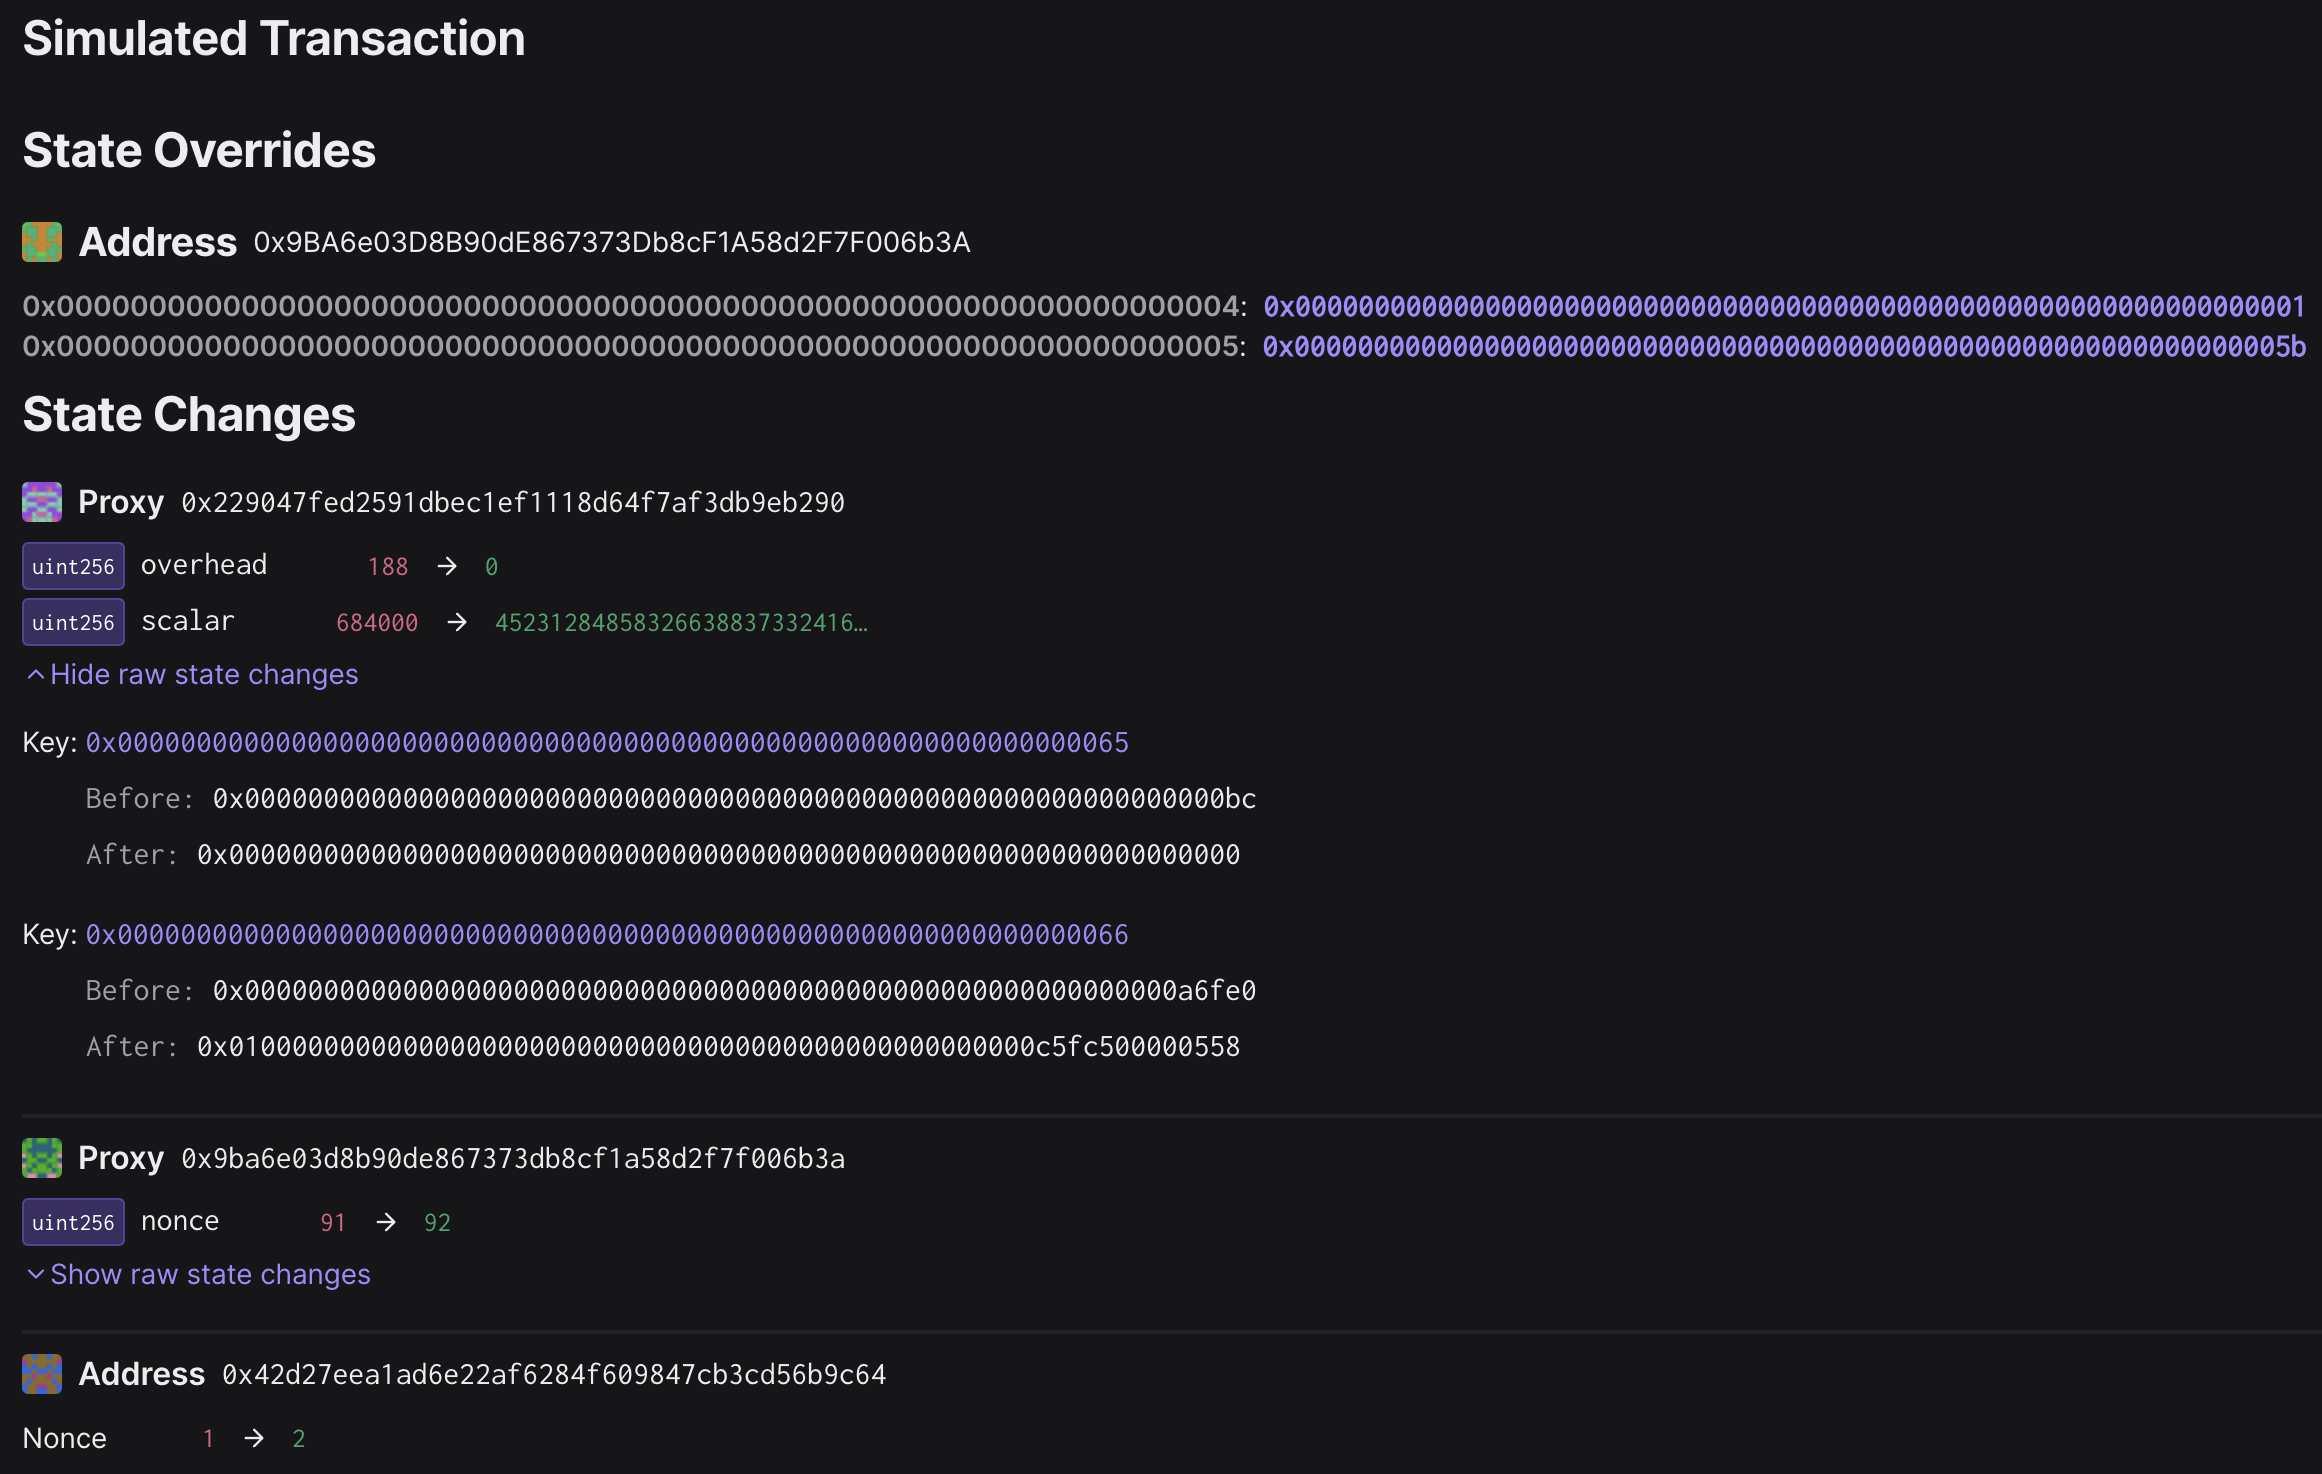 Simulated Transaction
State Overrides
Address 0x9BA6e03D8B90dE867373Db8cF1A58d2F7F006b3A
0x0000000000000000000000000000000000000000000000000000000000000004: 0x0000000000000000000000000000000000000000000000000000000000000001
0x0000000000000000000000000000000000000000000000000000000000000005: 0x000000000000000000000000000000000000000000000000000000000000005b
State Changes
Proxy 0x229047fed2591dbec1ef1118d64f7af3db9eb290
uint256 overhead 188 → 0
uint256 scalar 684000 → 45231284858326638837332416…
Hide raw state changes
Key: 0x0000000000000000000000000000000000000000000000000000000000000065
Before: 0x00000000000000000000000000000000000000000000000000000000000000bc
After: 0x0000000000000000000000000000000000000000000000000000000000000000
Key: 0x0000000000000000000000000000000000000000000000000000000000000066
Before: 0x00000000000000000000000000000000000000000000000000000000000a6fe0
After: 0x010000000000000000000000000000000000000000000000000c5fc500000558
Proxy 0x9ba6e03d8b90de867373db8cf1a58d2f7f006b3a
uint256 nonce 91 → 92
Show raw state changes
Address 0x42d27eea1ad6e22af6284f609847cb3cd56b9c64
Nonce 1 → 2